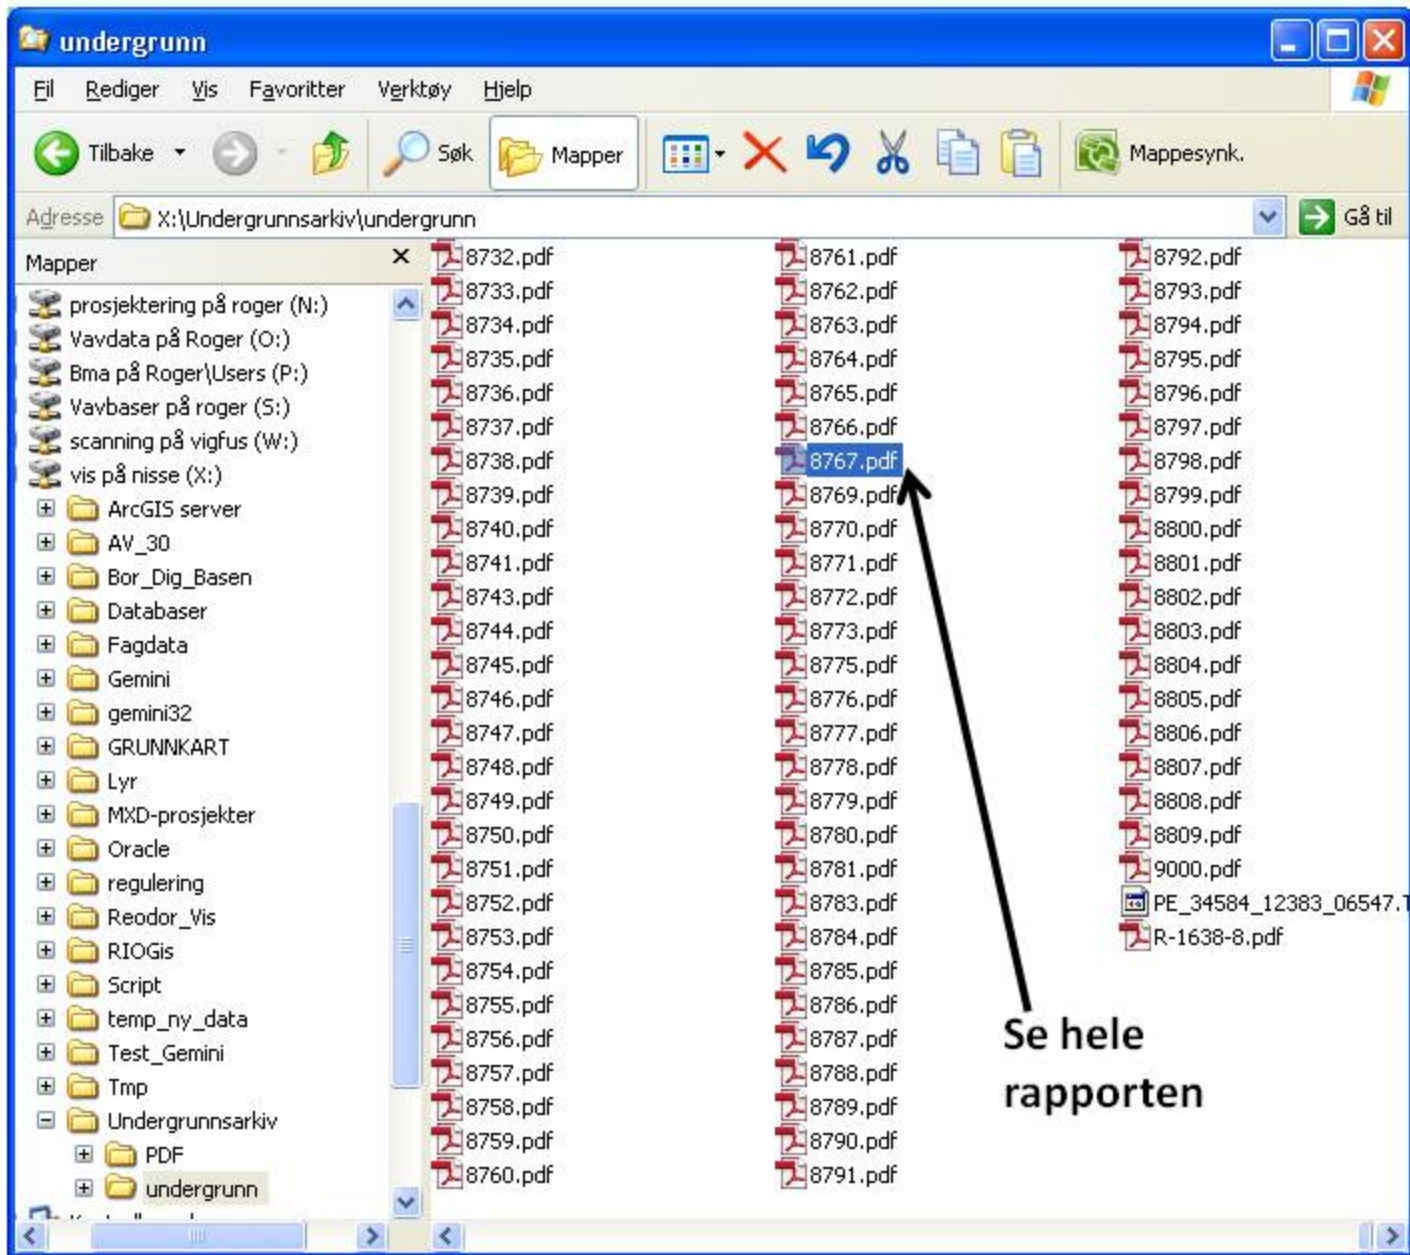 undergrunn
Fil Rediger Vis Favoritter Verktøy Hjelp
Tilbake Søk Mapper Mappesynk.
Adresse X:\Undergrunnsarkiv\undergrunn Gå til
Mapper
prosjektering på roger (N:)
Vavdata på Roger (O:)
Bma på Roger\Users (P:)
Vavbaser på roger (S:)
scanning på vigfus (W:)
vis på nisse (X:)
ArcGIS server
AV_30
Bor_Dig_Basen
Databaser
Fagdata
Gemini
gemini32
GRUNNKART
Lyr
MXD-prosjekter
Oracle
regulering
Reodor_Vis
RIOGis
Script
temp_ny_data
Test_Gemini
Tmp
Undergrunnsarkiv
PDF
undergrunn
8732.pdf
8733.pdf
8734.pdf
8735.pdf
8736.pdf
8737.pdf
8738.pdf
8739.pdf
8740.pdf
8741.pdf
8743.pdf
8744.pdf
8745.pdf
8746.pdf
8747.pdf
8748.pdf
8749.pdf
8750.pdf
8751.pdf
8752.pdf
8753.pdf
8754.pdf
8755.pdf
8756.pdf
8757.pdf
8758.pdf
8759.pdf
8760.pdf
8761.pdf
8762.pdf
8763.pdf
8764.pdf
8765.pdf
8766.pdf
8767.pdf
8769.pdf
8770.pdf
8771.pdf
8772.pdf
8773.pdf
8775.pdf
8776.pdf
8777.pdf
8778.pdf
8779.pdf
8780.pdf
8781.pdf
8783.pdf
8784.pdf
8785.pdf
8786.pdf
8787.pdf
8788.pdf
8789.pdf
8790.pdf
8791.pdf
8792.pdf
8793.pdf
8794.pdf
8795.pdf
8796.pdf
8797.pdf
8798.pdf
8799.pdf
8800.pdf
8801.pdf
8802.pdf
8803.pdf
8804.pdf
8805.pdf
8806.pdf
8807.pdf
8808.pdf
8809.pdf
9000.pdf
PE_34584_12383_06547.T
R-1638-8.pdf
Se hele
rapporten